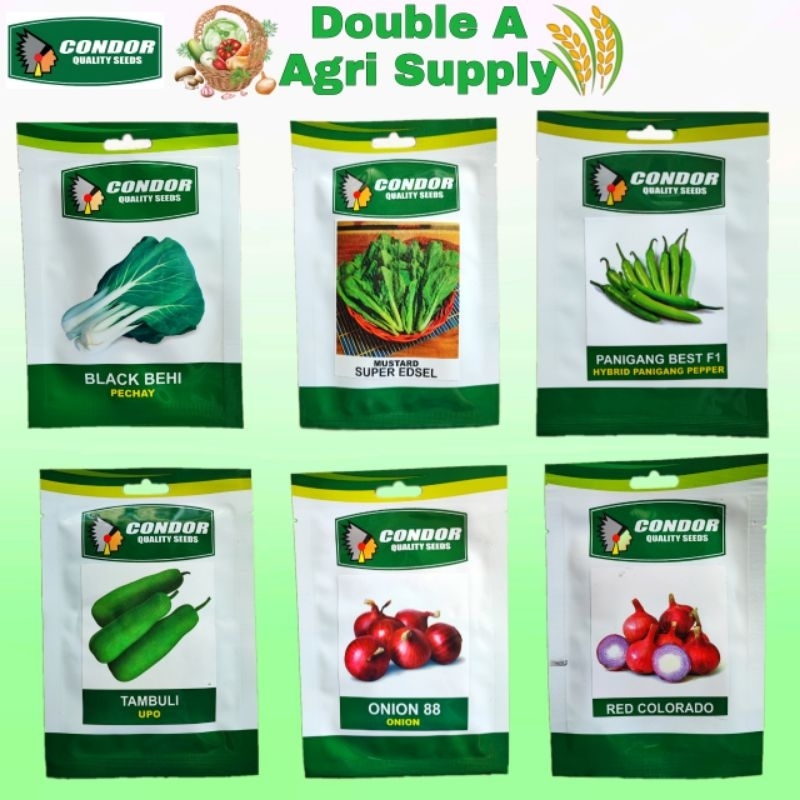 CONDOR
QUALITY SEEDS
Double A
Agri Supply
CONDOR
QUALITY SEEDS
BLACK BEHI
PECHAY
CONDOR
QUALITY SEEDS
MUSTARD
SUPER EDSEL
CONDOR
QUALITY SEEDS
PANIGANG BEST F1
HYBRID PANIGANG PEPPER
CONDOR
QUALITY SEEDS
TAMBULI
UPO
CONDOR
QUALITY SEEDS
ONION 88
ONION
CONDOR
QUALITY SEEDS
RED COLORADO